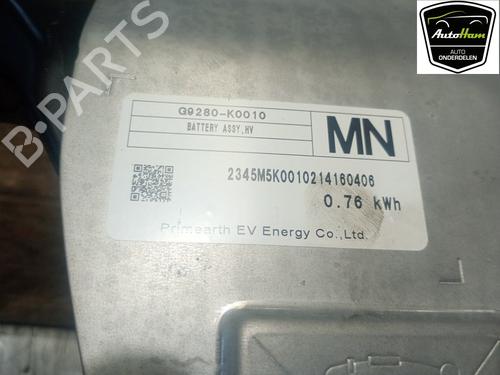 AutoHam
AUTO
ONDERDELEN
B-PARTS
G9280-K0010
BATTERY ASSY,HV
MN
2345M5K0010214160406
0.76 kWh
Primearth EV Energy Co.,Ltd.